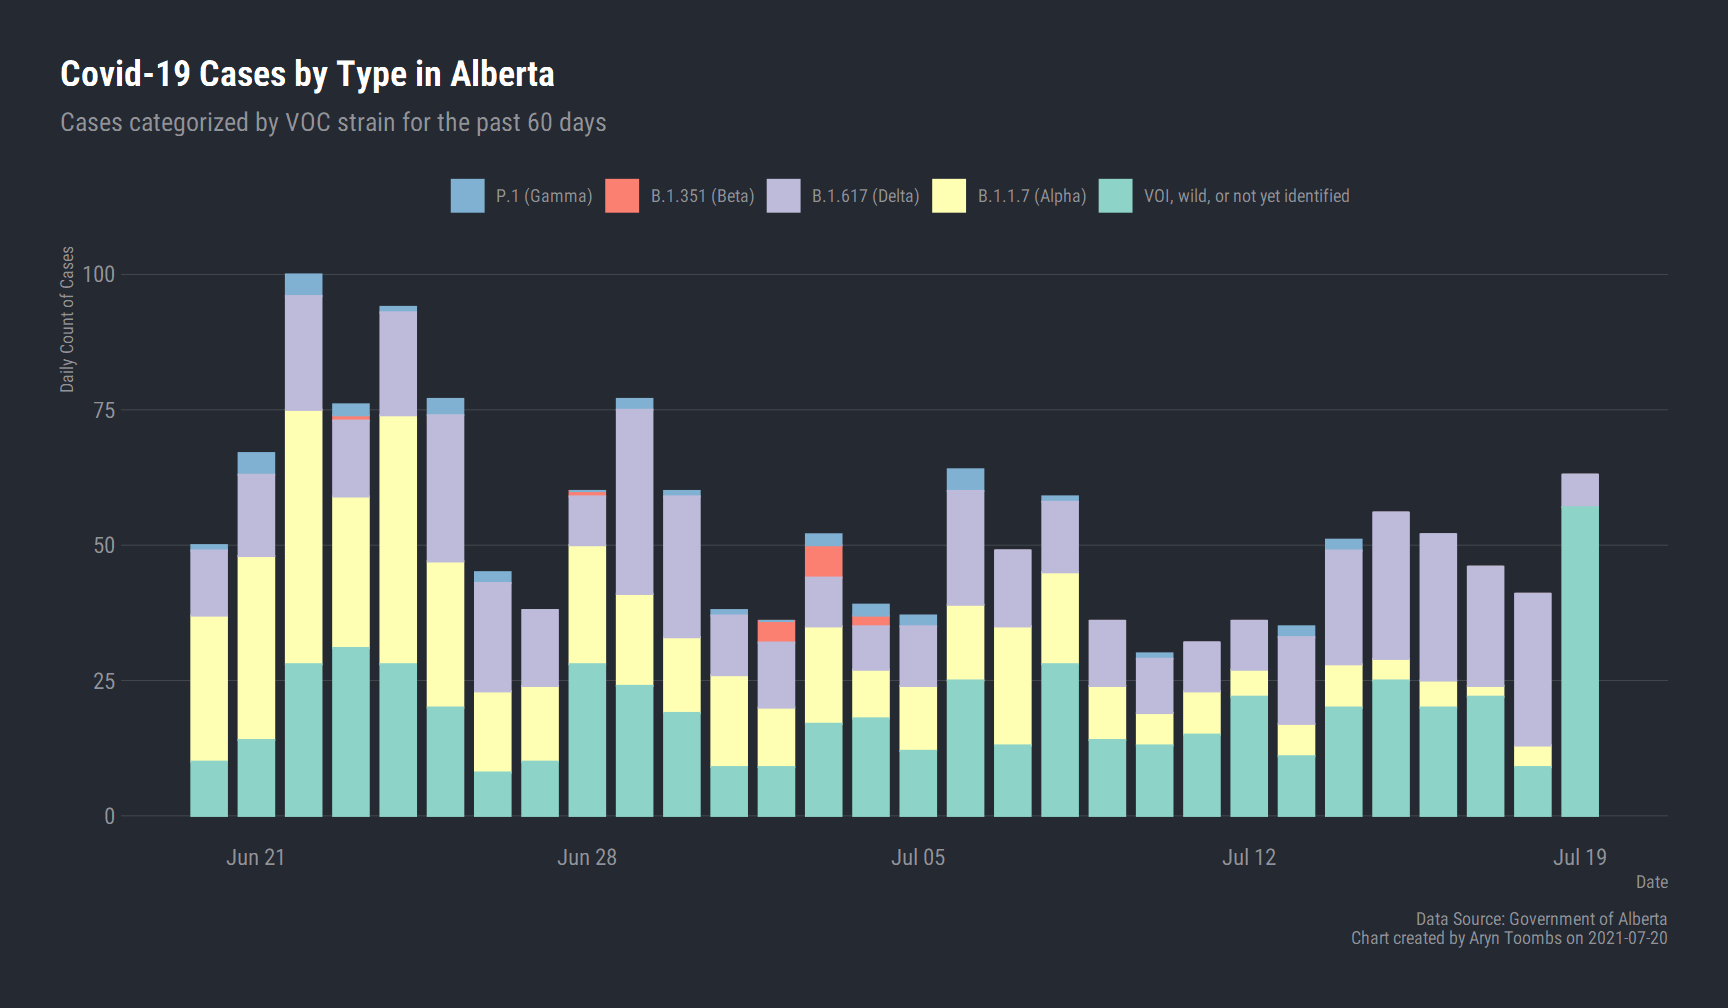 Covid-19 Cases by Type in Alberta
Cases categorized by VOC strain for the past 60 days
P.1 (Gamma)
B.1.351 (Beta)
B.1.617 (Delta)
B.1.1.7 (Alpha)
VOI, wild, or not yet identified
Daily Count of Cases
100
75
50
25
0
Jun 21
Jun 28
Jul 05
Jul 12
Jul 19
Date
Data Source: Government of Alberta
Chart created by Aryn Toombs on 2021-07-20